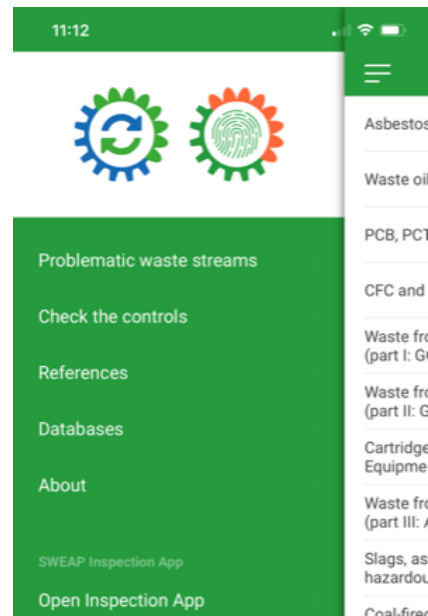 11:12
Problematic waste streams
Check the controls
References
Databases
About
SWEAP Inspection App
Open Inspection App
Asbestos
Waste oil
PCB, PCT
CFC and
Waste fro
(part I: G
Waste fro
(part II: G
Cartridge
Equipme
Waste fro
(part III: A
Slags, as
hazardou
Coal-fired